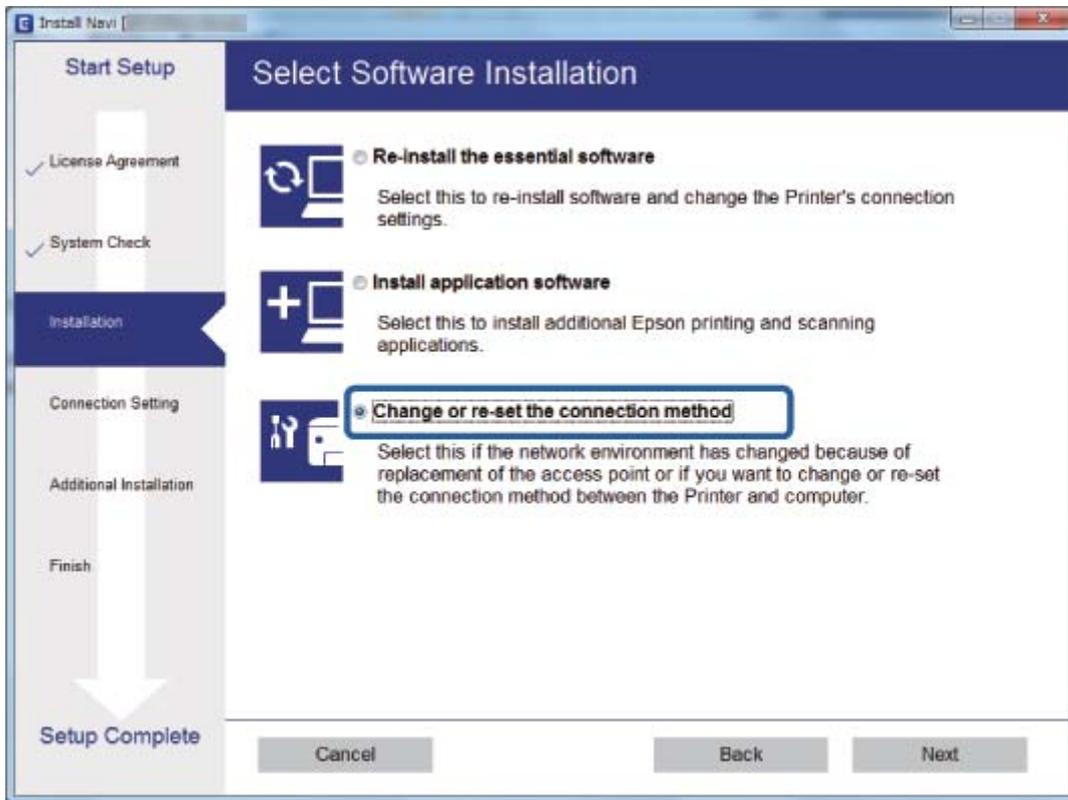 Install Navi [
Start Setup
License Agreement
System Check
Installation
Connection Setting
Additional Installation
Finish
Setup Complete
Select Software Installation
Re-install the essential software
Select this to re-install software and change the Printer's connection
settings.
Install application software
Select this to install additional Epson printing and scanning
applications.
Change or re-set the connection method
Select this if the network environment has changed because of
replacement of the access point or if you want to change or re-set
the connection method between the Printer and computer.
Cancel
Back
Next